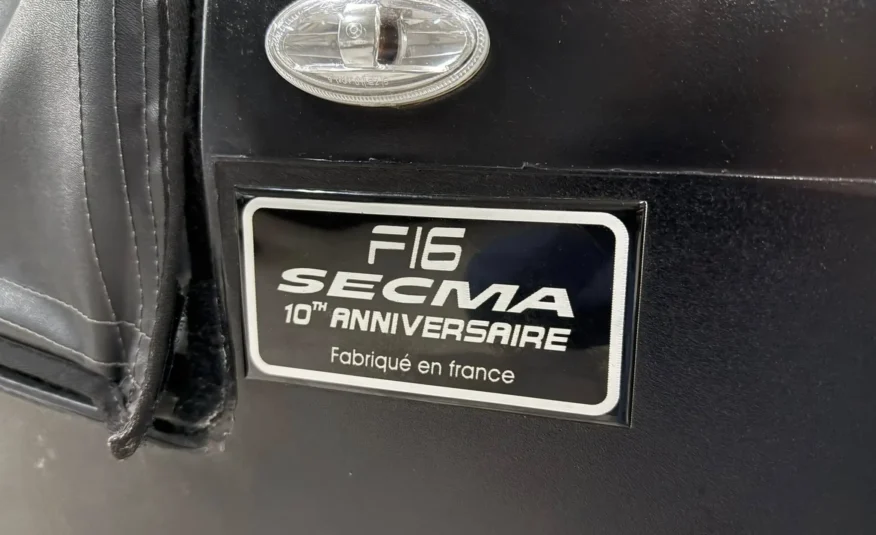 F16
SECMA
10TH ANNIVERSAIRE
Fabriqué en france